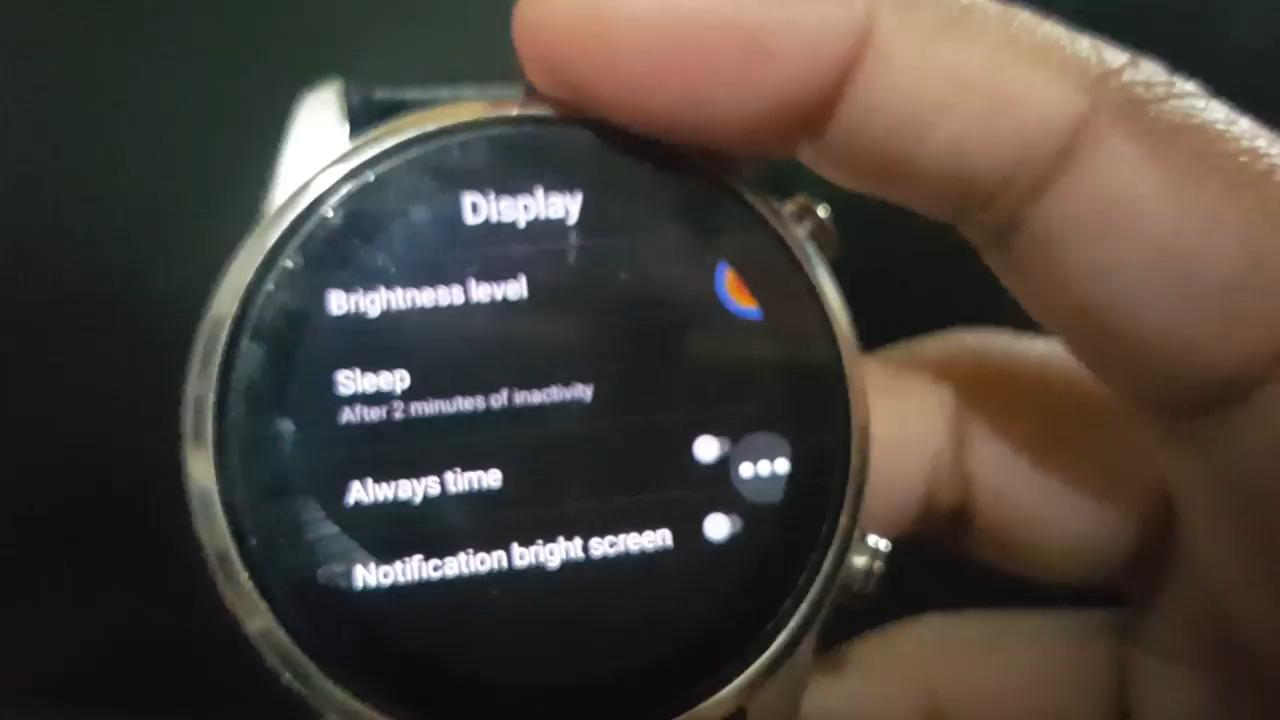 Display
Brightness level
Sleep
After 2 minutes of inactivity
Always time
Notification bright screen